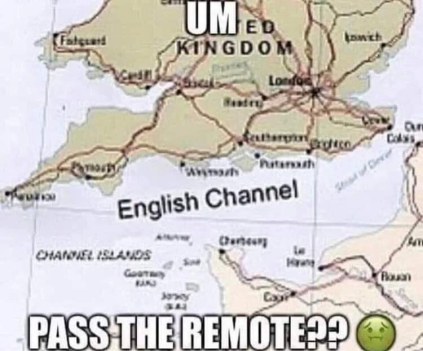 UM
TED
KINGDOM
Fishguard
Ipswich
Cardiff
Bristol
Thames
London
Reading
Southampton
Brighton
Dover
Dun
Calais
Plymouth
Weymouth
Portsmouth
Strait of Dover
Penzance
English Channel
Alderney
Cherbourg
Le
Havre
Am
CHANNEL ISLANDS
Sark
Guernsey
(U.K.)
Rouen
Jersey
(U.K.)
Caen
PASS THE REMOTE?? 🤢